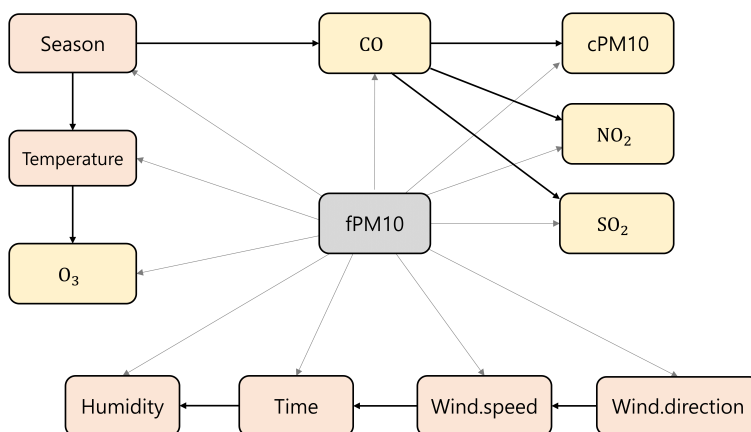 Season
CO
cPM10
Temperature
NO₂
fPM10
SO₂
O₃
Humidity
Time
Wind.speed
Wind.direction